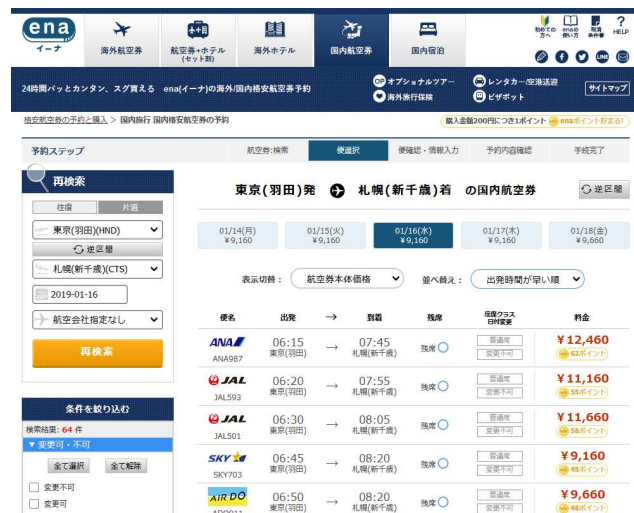 ena
イーナ
海外航空券
航空券+ホテル
(セット割)
海外ホテル
国内航空券
国内宿泊
初めての
方へ
enaの
使い方
取消
条件書
?
HELP
24時間パッとカンタン、スグ買える ena(イーナ)の海外/国内格安航空券予約
OP オプショナルツアー
海外旅行保険
レンタカー/空港送迎
ビザボット
サイトマップ
格安航空券の予約と購入 > 国内旅行 国内格安航空券の予約
購入金額200円につき1ポイント enaポイント貯まる!
予約ステップ
航空券:検索
便選択
便確認・情報入力
予約内容確認
手続完了
再検索
往復
片道
東京(羽田)(HND)
逆区間
札幌(新千歳)(CTS)
2019-01-16
航空会社指定なし
再検索
東京(羽田)発 札幌(新千歳)着 の国内航空券
逆区間
01/14(月)
¥9,160
01/15(火)
¥9,160
01/16(水)
¥9,160
01/17(木)
¥9,160
01/18(金)
¥9,660
表示切替: 航空券本体価格
並べ替え: 出発時間が早い順
便名 出発 → 到着 残席 座席クラス 料金
日付変更
ANA 06:15 → 07:45 残席○ 普通席 ¥12,460
ANA987 東京(羽田) 札幌(新千歳) 変更不可 62ポイント
JAL 06:20 → 07:55 残席○ 普通席 ¥11,160
JAL593 東京(羽田) 札幌(新千歳) 変更不可 55ポイント
JAL 06:30 → 08:05 残席○ 普通席 ¥11,660
JAL501 東京(羽田) 札幌(新千歳) 変更不可 58ポイント
SKY 06:45 → 08:20 残席○ 普通席 ¥9,160
SKY703 東京(羽田) 札幌(新千歳) 変更不可 45ポイント
AIR DO 06:50 → 08:20 残席○ 普通席 ¥9,660
東京(羽田) 札幌(新千歳) 変更不可 48ポイント
条件を絞り込む
検索結果: 64 件
▼ 変更可・不可
全て選択 全て解除
変更不可
変更可